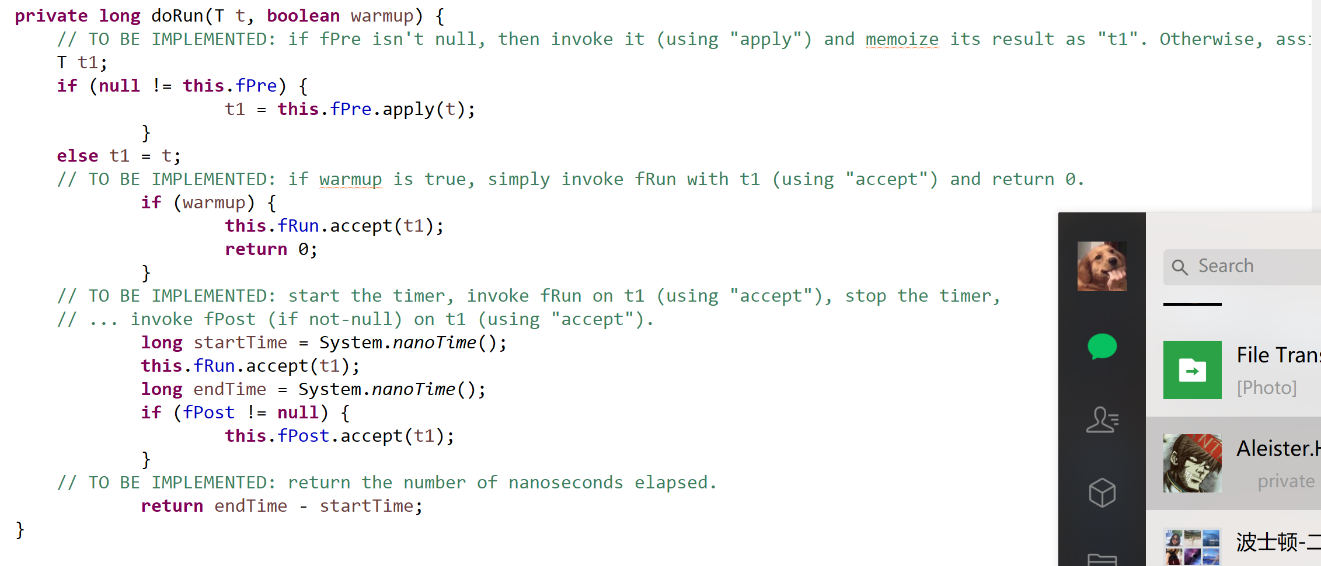 private long doRun(T t, boolean warmup) {
// TO BE IMPLEMENTED: if fPre isn't null, then invoke it (using "apply") and memoize its result as "t1". Otherwise,
T t1;
if (null != this.fPre) {
t1 = this.fPre.apply(t);
}
else t1 = t;
// TO BE IMPLEMENTED: if warmup is true, simply invoke fRun with t1 (using "accept") and return 0.
if (warmup) {
this.fRun.accept(t1);
return 0;
}
// TO BE IMPLEMENTED: start the timer, invoke fRun on t1 (using "accept"), stop the timer,
// ... invoke fPost (if not-null) on t1 (using "accept").
long startTime = System.nanoTime();
this.fRun.accept(t1);
long endTime = System.nanoTime();
if (fPost != null) {
this.fPost.accept(t1);
}
// TO BE IMPLEMENTED: return the number of nanoseconds elapsed.
return endTime - startTime;
}
Search
File Trans
[Photo]
Aleister.H
private
波士顿-二